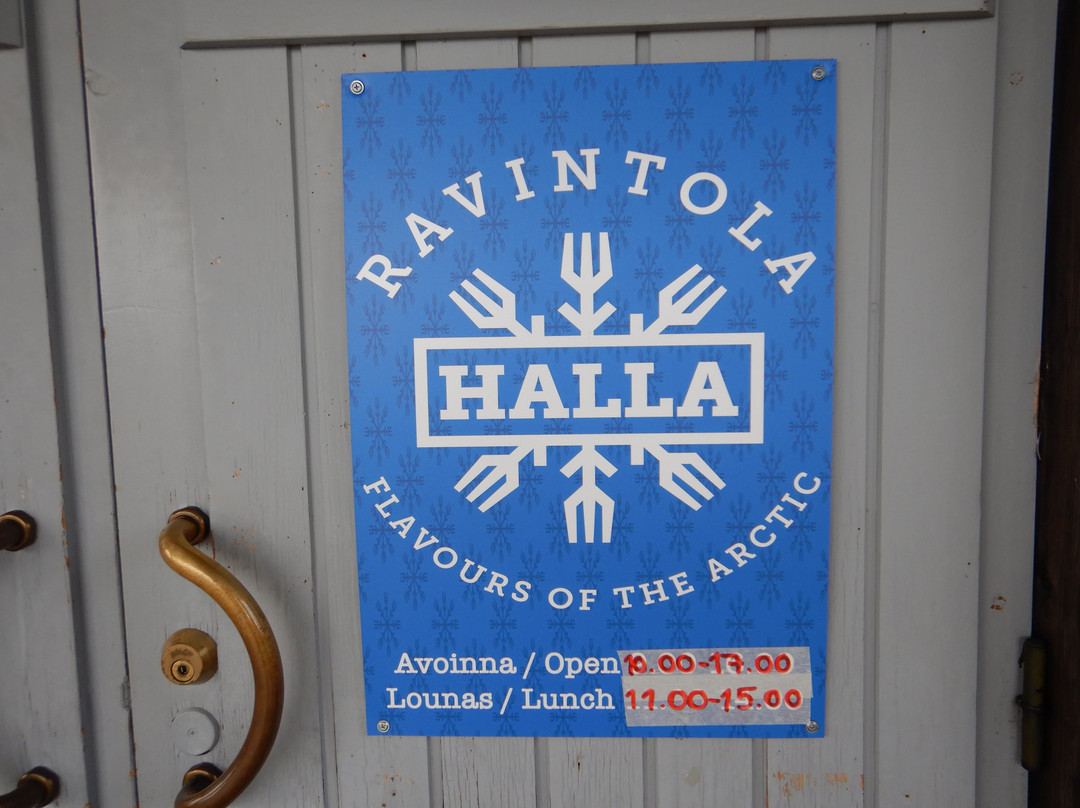 RAVINTOLA
HALLA
FLAVOURS OF THE ARCTIC
Avoinna / Open 10.00-17.00
Lounas / Lunch 11.00-15.00